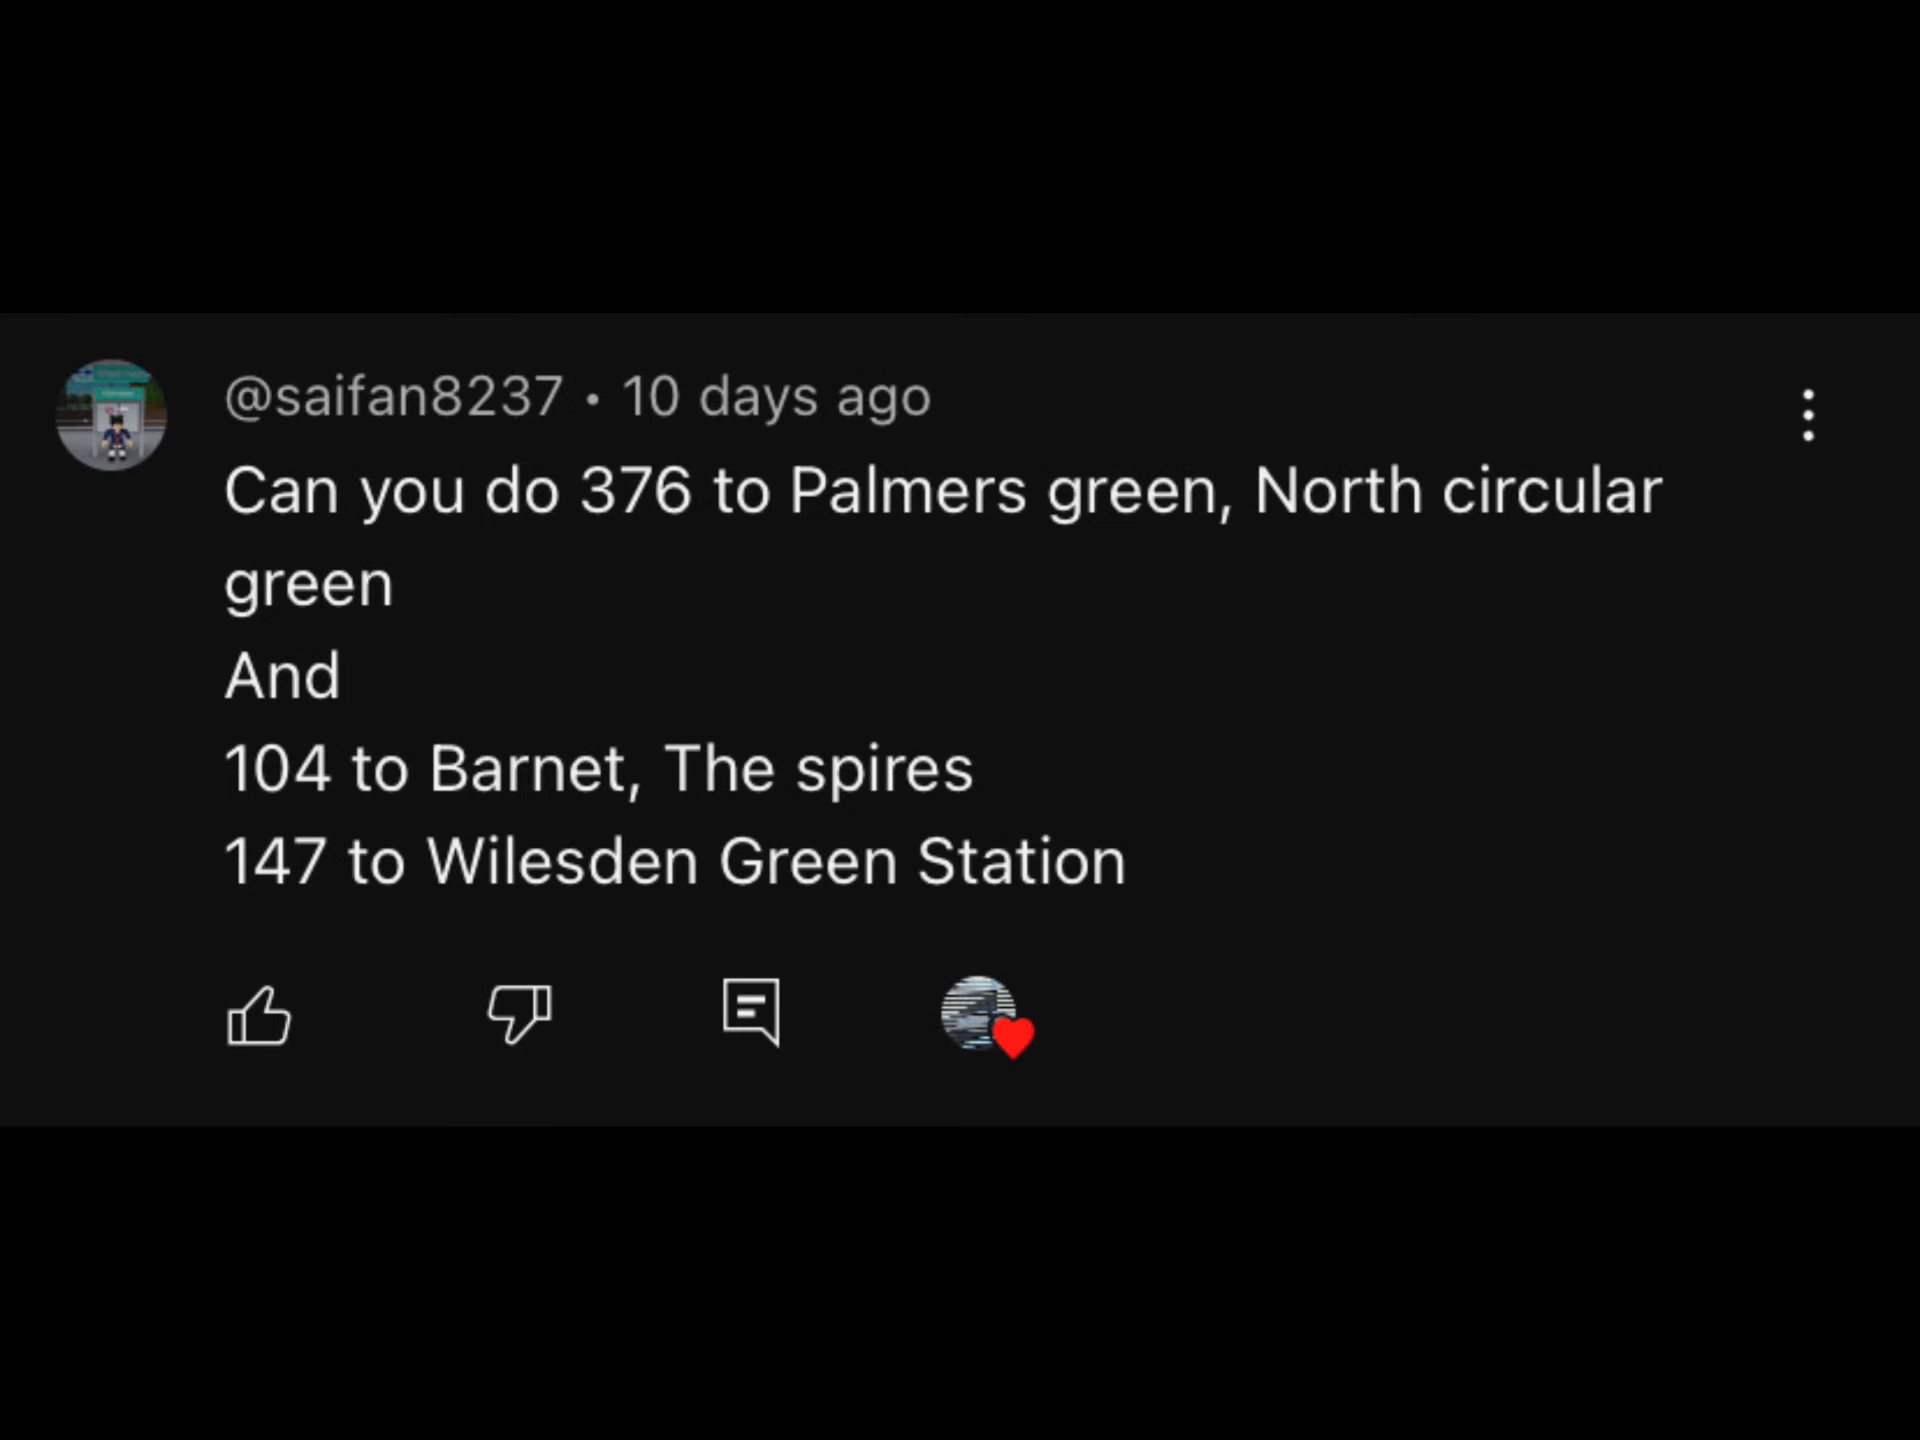 @saifan8237 • 10 days ago
Can you do 376 to Palmers green, North circular
green
And
104 to Barnet, The spires
147 to Wilesden Green Station